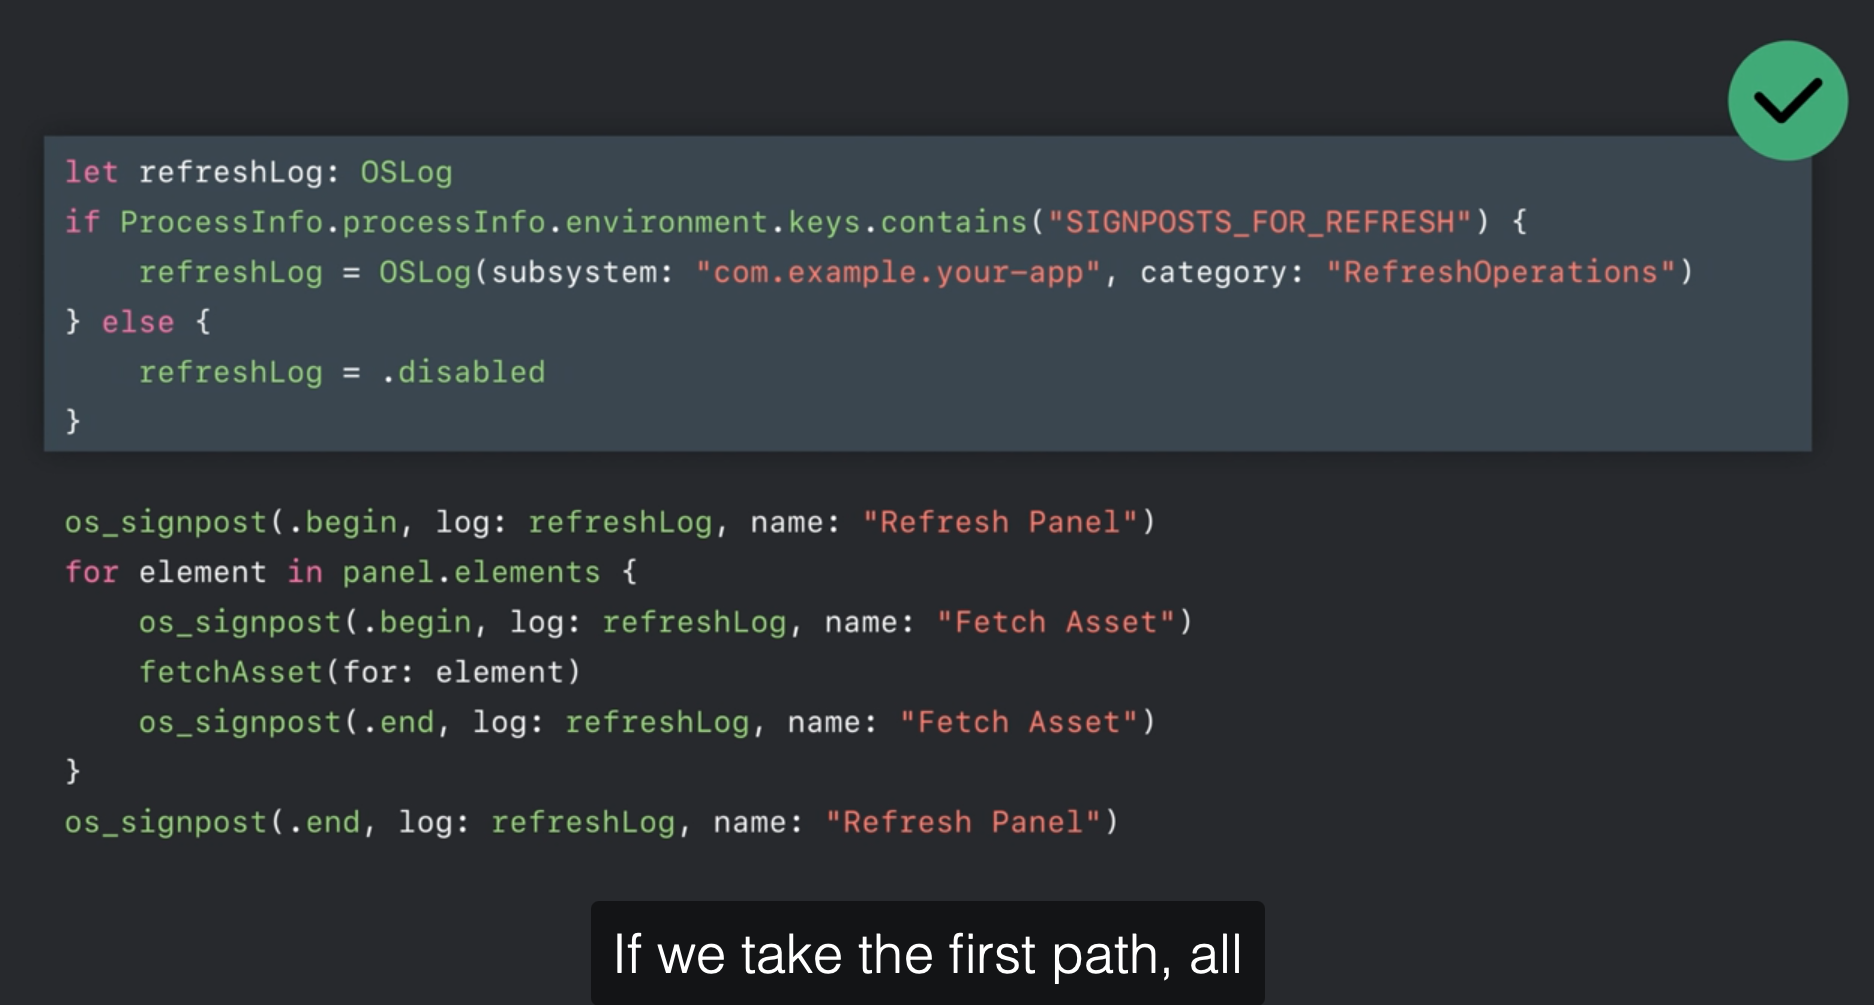 let refreshLog: OSLog
if ProcessInfo.processInfo.environment.keys.contains("SIGNPOSTS_FOR_REFRESH") {
    refreshLog = OSLog(subsystem: "com.example.your-app", category: "RefreshOperations")
} else {
    refreshLog = .disabled
}
os_signpost(.begin, log: refreshLog, name: "Refresh Panel")
for element in panel.elements {
    os_signpost(.begin, log: refreshLog, name: "Fetch Asset")
    fetchAsset(for: element)
    os_signpost(.end, log: refreshLog, name: "Fetch Asset")
}
os_signpost(.end, log: refreshLog, name: "Refresh Panel")
If we take the first path, all